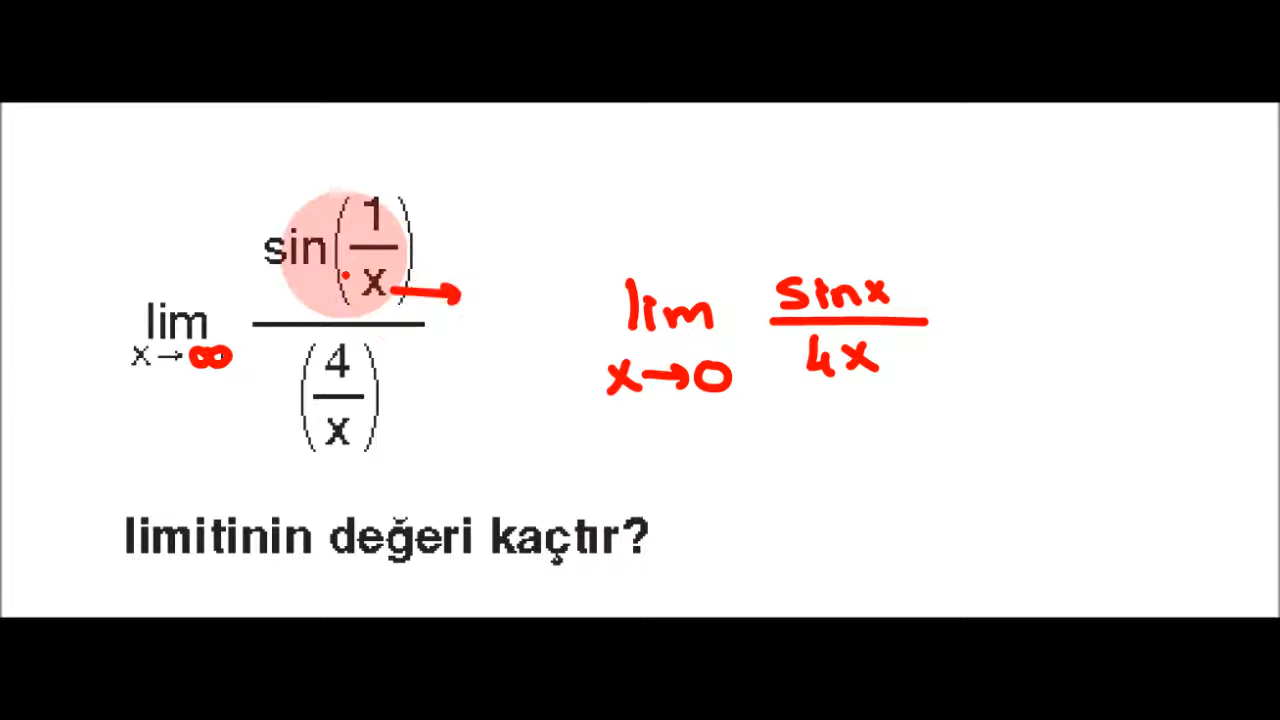 lim x→∞ sin(1/x) / (4/x)
lim x→0 sinx / 4x
limitinin değeri kaçtır?